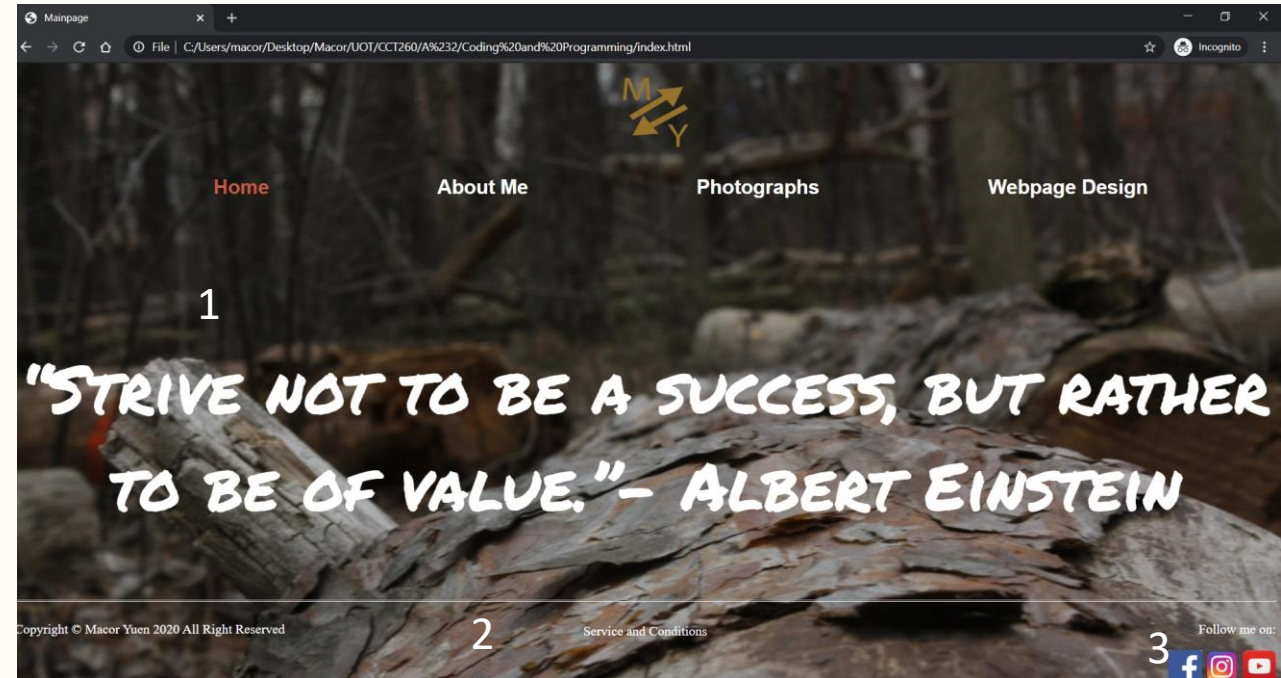 Mainpage
File | C:/Users/macor/Desktop/Macor/UOT/CCT260/A%232/Coding%20and%20Programming/index.html
Incognito
M
Y
Home About Me Photographs Webpage Design
1
“Strive not to be a success, but rather
to be of value.”– Albert Einstein
Copyright © Macor Yuen 2020 All Right Reserved 2 Service and Conditions Follow me on:
3